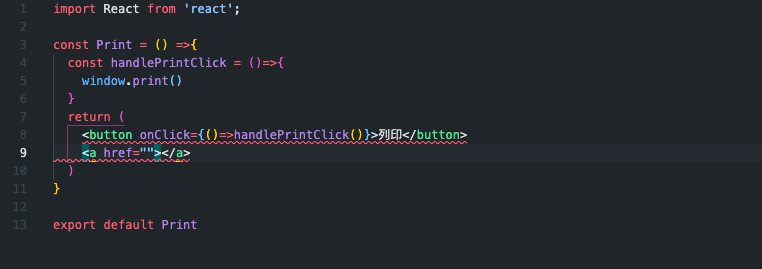 1 import React from 'react';
2
3 const Print = () =>{
4 const handlePrintClick = ()=>{
5 window.print()
6 }
7 return (
8 <button onClick={()=>handlePrintClick()}>列印</button>
9 <a href=""></a>
10 )
11 }
12
13 export default Print